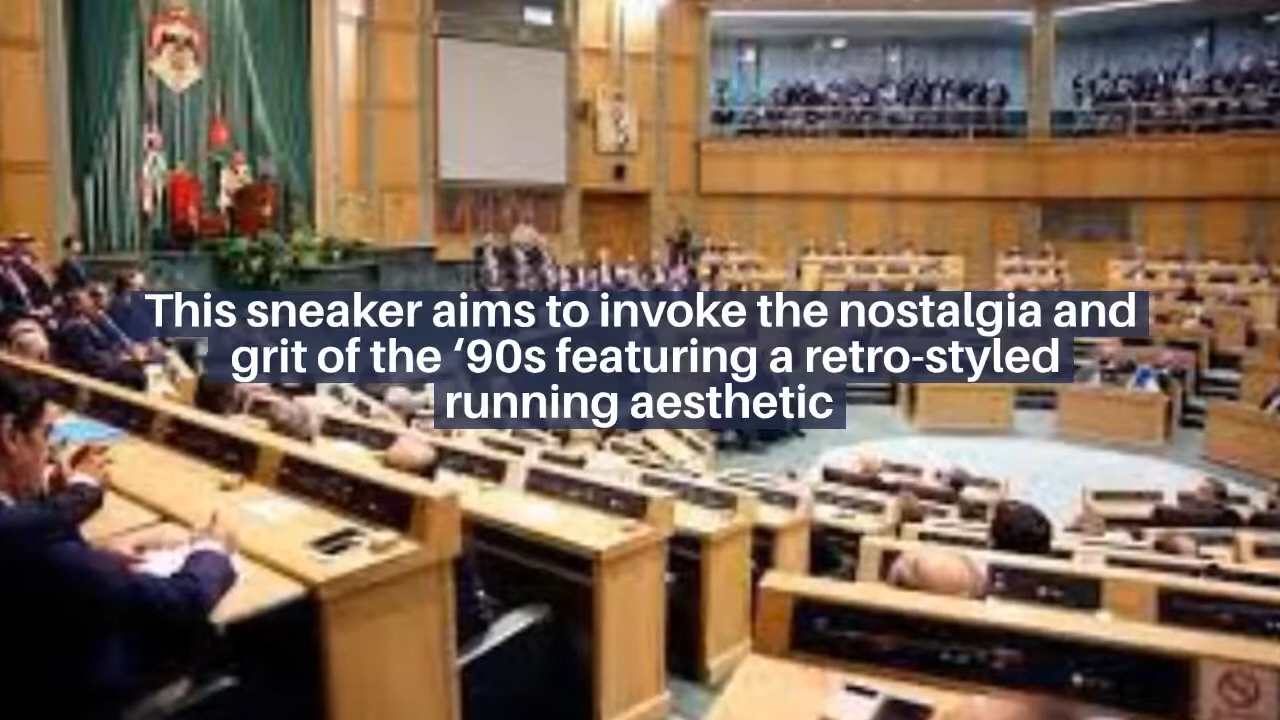 This sneaker aims to invoke the nostalgia and
grit of the ‘90s featuring a retro-styled
running aesthetic